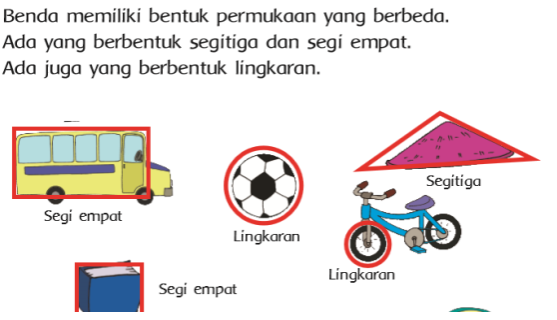 Benda memiliki bentuk permukaan yang berbeda.
Ada yang berbentuk segitiga dan segi empat.
Ada juga yang berbentuk lingkaran.
Segitiga
Segi empat
Lingkaran
Lingkaran
Segi empat